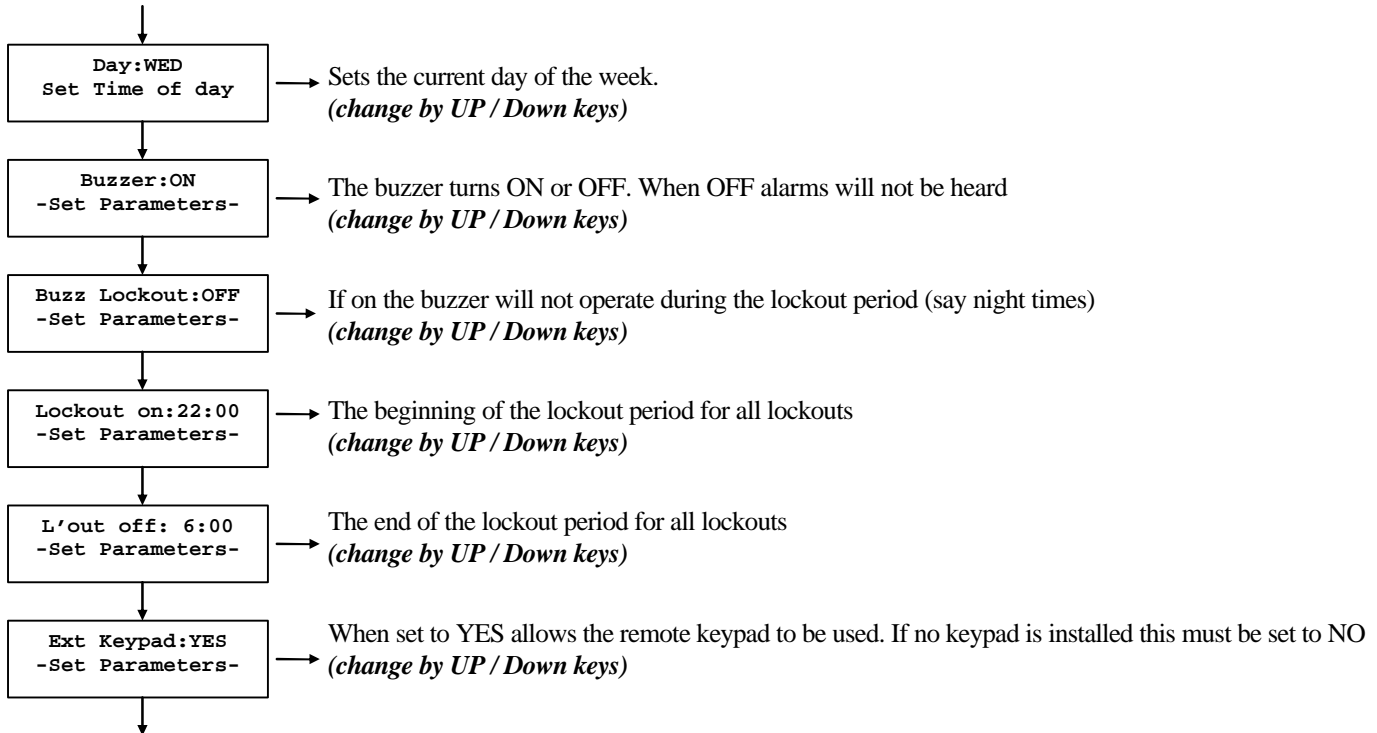 Day:WED
Set Time of day
Sets the current day of the week.
(change by UP / Down keys)
Buzzer:ON
-Set Parameters-
The buzzer turns ON or OFF. When OFF alarms will not be heard
(change by UP / Down keys)
Buzz Lockout:OFF
-Set Parameters-
If on the buzzer will not operate during the lockout period (say night times)
(change by UP / Down keys)
Lockout on:22:00
-Set Parameters-
The beginning of the lockout period for all lockouts
(change by UP / Down keys)
L’out off: 6:00
-Set Parameters-
The end of the lockout period for all lockouts
(change by UP / Down keys)
Ext Keypad:YES
-Set Parameters-
When set to YES allows the remote keypad to be used. If no keypad is installed this must be set to NO
(change by UP / Down keys)